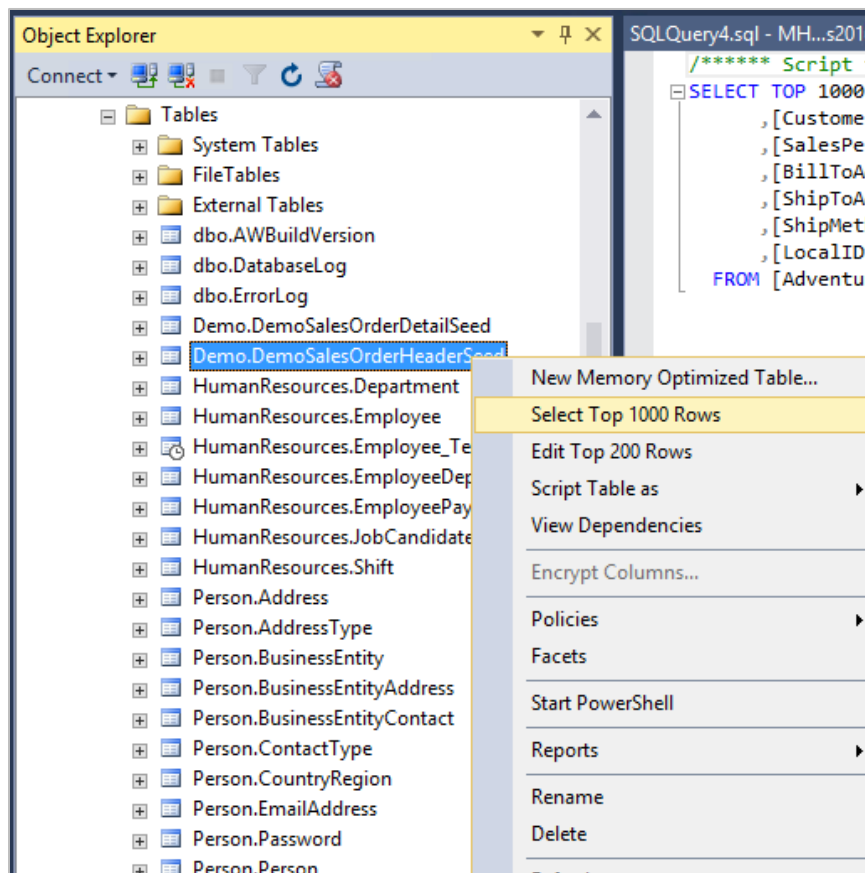 Object Explorer
Connect
Tables
System Tables
FileTables
External Tables
dbo.AWBuildVersion
dbo.DatabaseLog
dbo.ErrorLog
Demo.DemoSalesOrderDetailSeed
Demo.DemoSalesOrderHeaderSeed
HumanResources.Department
HumanResources.Employee
HumanResources.Employee_Te
HumanResources.EmployeeDep
HumanResources.EmployeePay
HumanResources.JobCandidate
HumanResources.Shift
Person.Address
Person.AddressType
Person.BusinessEntity
Person.BusinessEntityAddress
Person.BusinessEntityContact
Person.ContactType
Person.CountryRegion
Person.EmailAddress
Person.Password
Person.Person
SQLQuery4.sql - MH...s201
/****** Script
SELECT TOP 1000
,[Custome
,[SalesPe
,[BillToA
,[ShipToA
,[ShipMet
,[LocalID
FROM [Adventu
New Memory Optimized Table...
Select Top 1000 Rows
Edit Top 200 Rows
Script Table as
View Dependencies
Encrypt Columns...
Policies
Facets
Start PowerShell
Reports
Rename
Delete